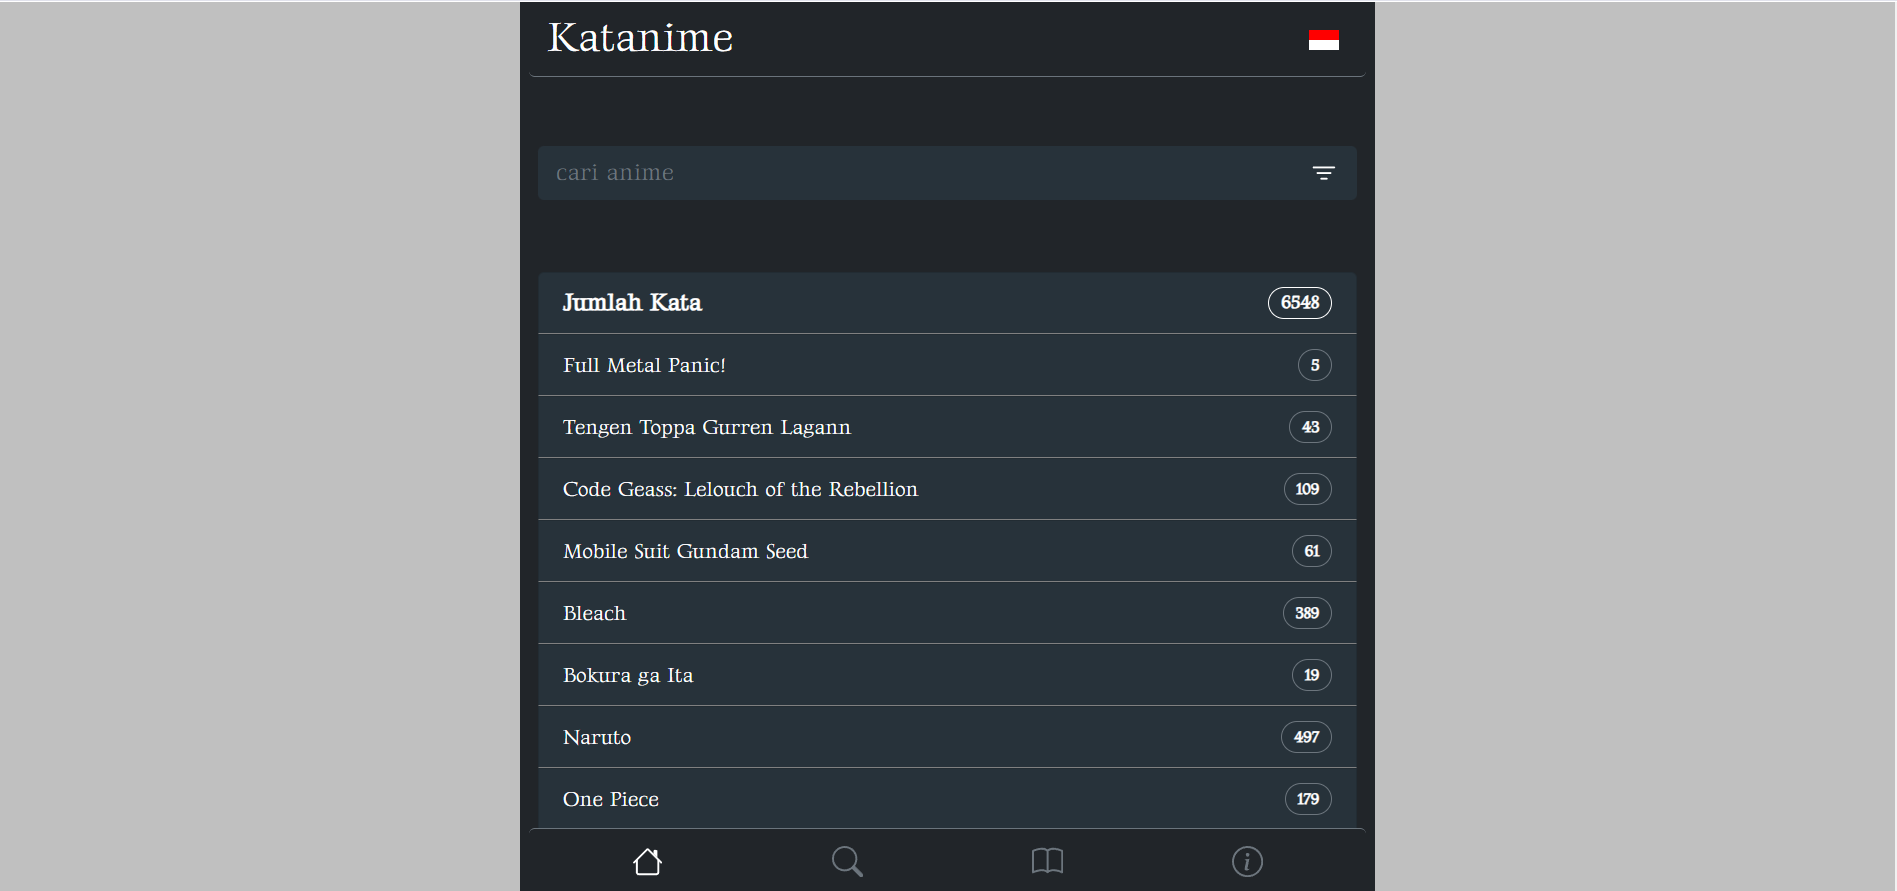 Katanime
cari anime
Jumlah Kata 6548
Full Metal Panic! 5
Tengen Toppa Gurren Lagann 43
Code Geass: Lelouch of the Rebellion 109
Mobile Suit Gundam Seed 61
Bleach 389
Bokura ga Ita 19
Naruto 497
One Piece 179